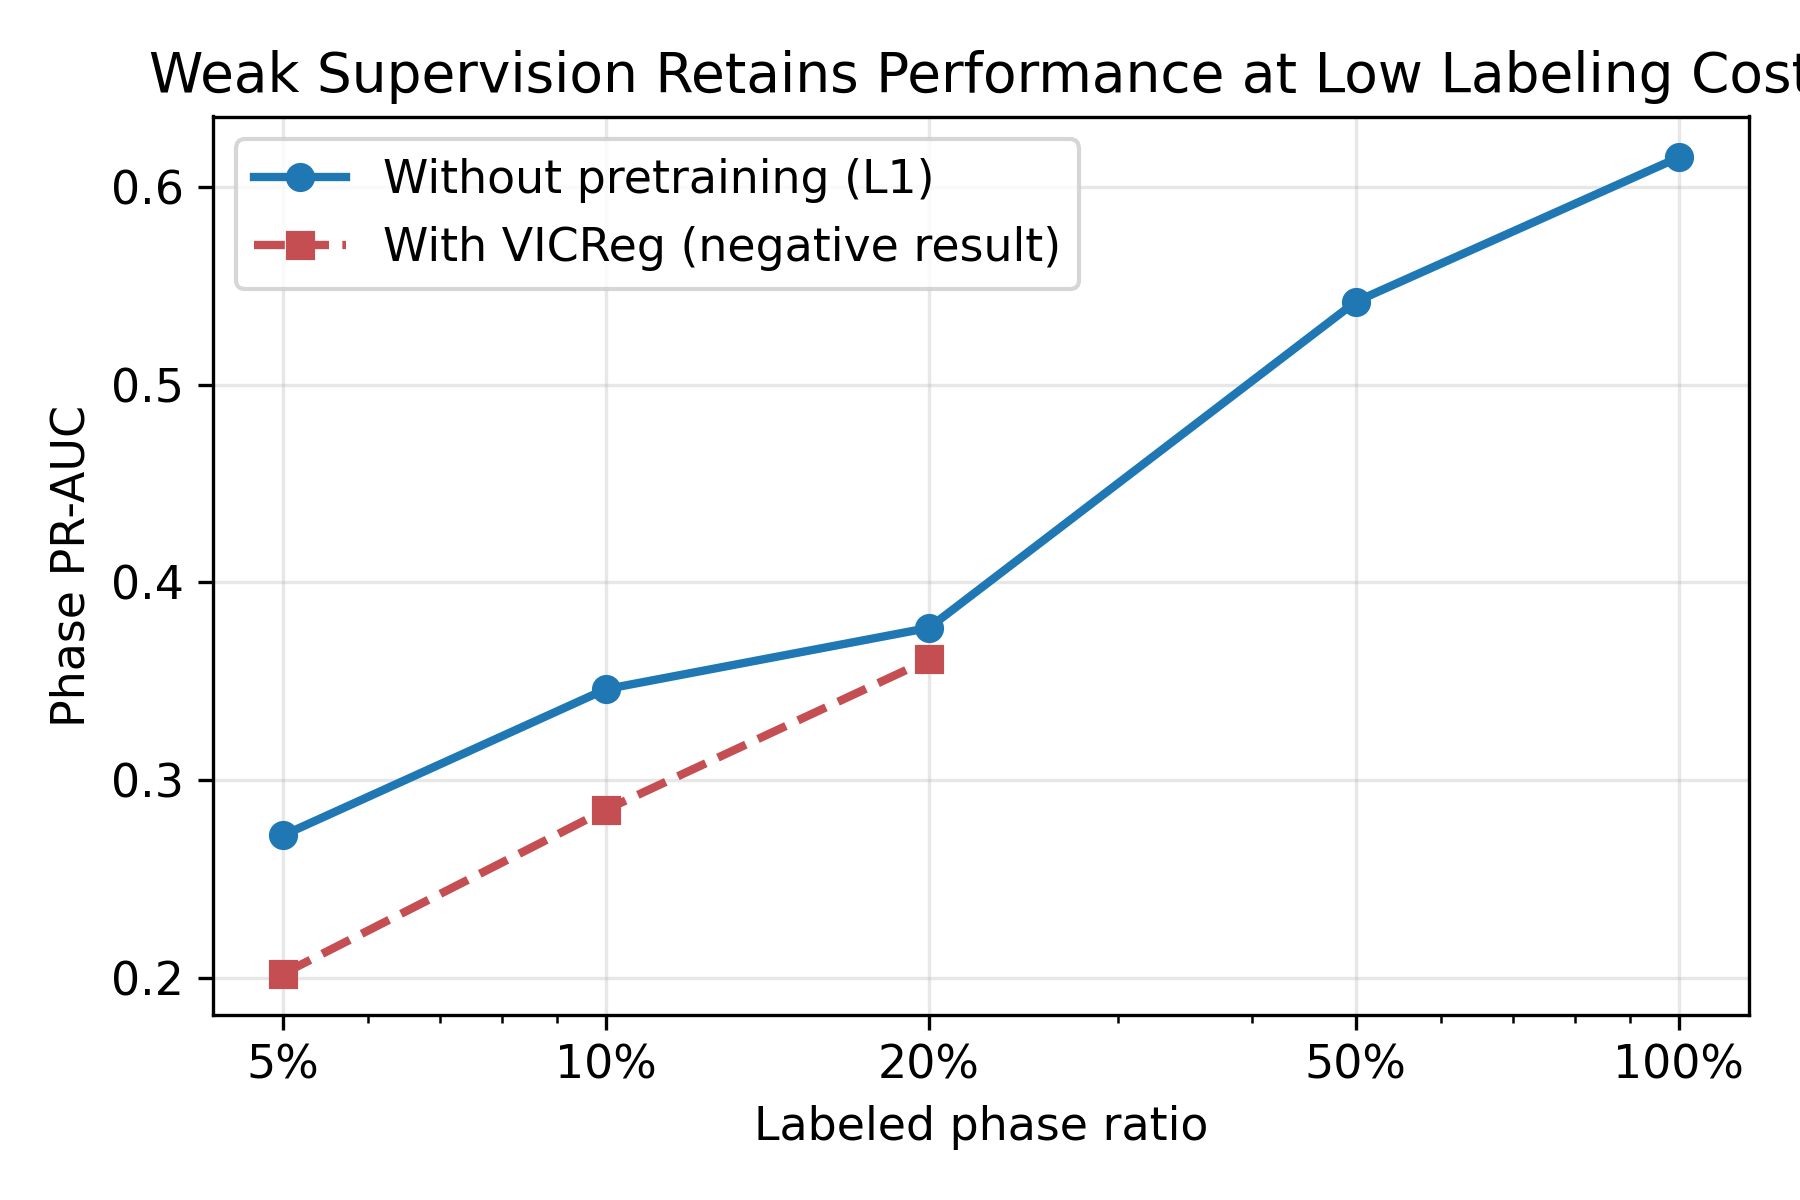 Weak Supervision Retains Performance at Low Labeling Cost
Without pretraining (L1)
With VICReg (negative result)
0.6
0.5
0.4
0.3
0.2
Phase PR-AUC
5%
10%
20%
50%
100%
Labeled phase ratio